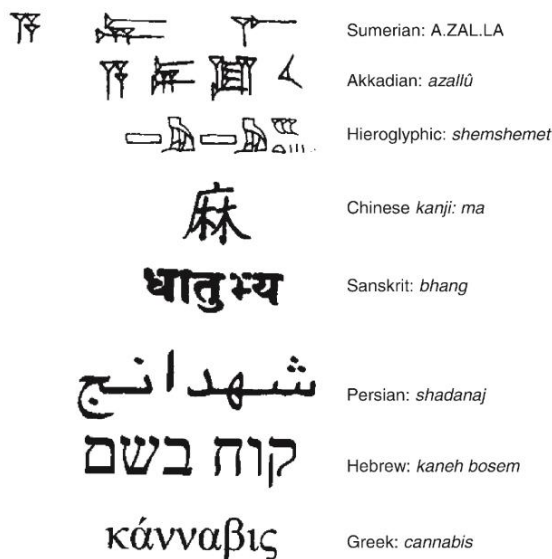 Sumerian: A.ZAL.LA
Akkadian: azallû
Hieroglyphic: shemshemet
麻 Chinese kanji: ma
धातु भ्य Sanskrit: bhang
شهدانج Persian: shadanaj
קוח בשם Hebrew: kaneh bosem
κάνναβις Greek: cannabis